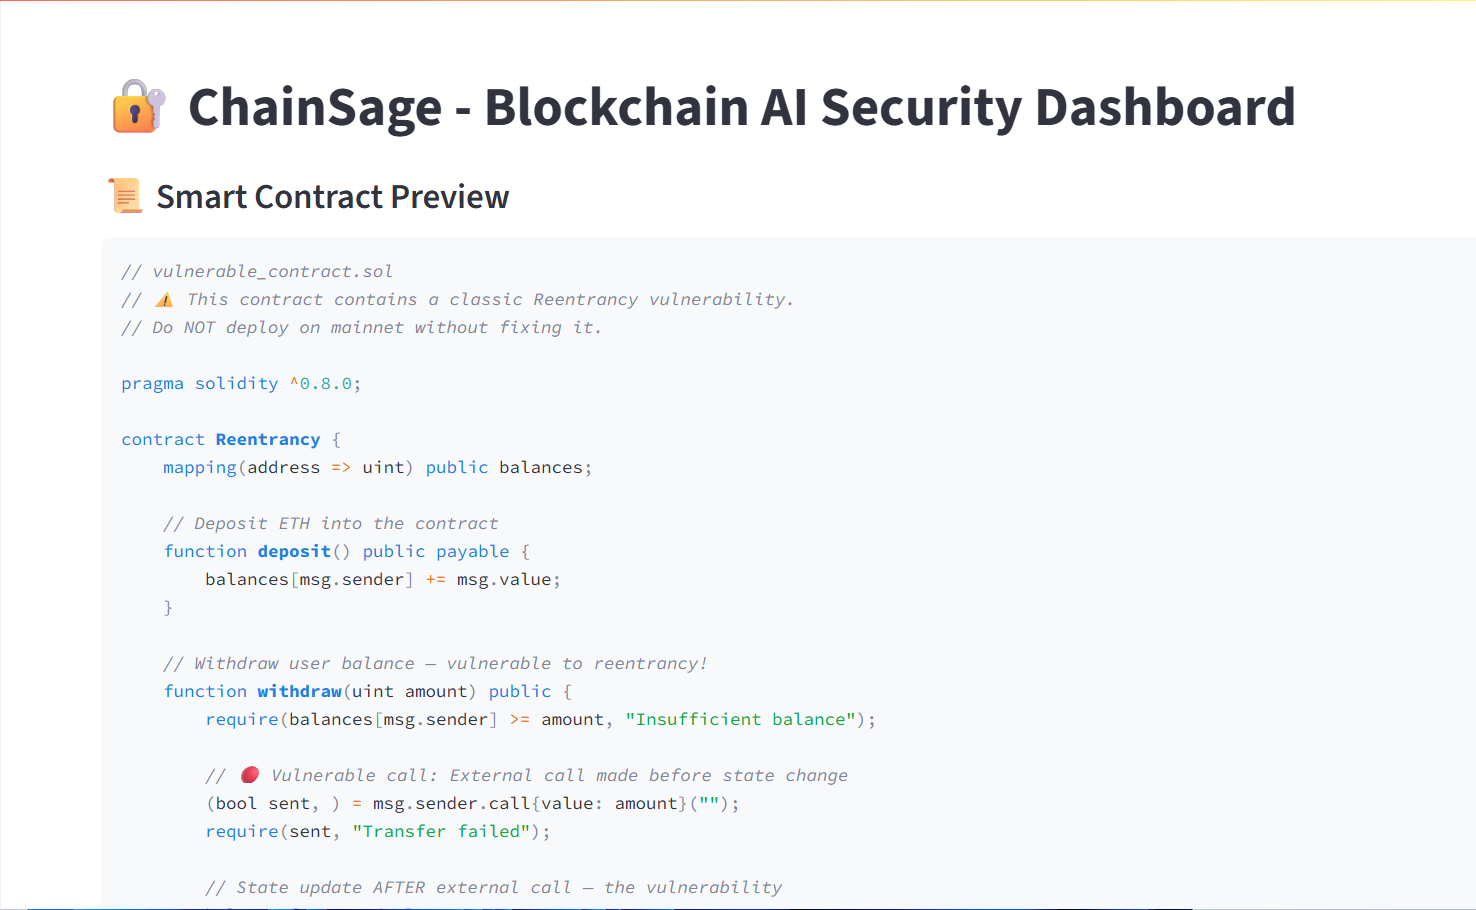 🔐 ChainSage - Blockchain AI Security Dashboard
📜 Smart Contract Preview
// vulnerable_contract.sol
// ⚠️ This contract contains a classic Reentrancy vulnerability.
// Do NOT deploy on mainnet without fixing it.
pragma solidity ^0.8.0;
contract Reentrancy {
    mapping(address => uint) public balances;
    // Deposit ETH into the contract
    function deposit() public payable {
        balances[msg.sender] += msg.value;
    }
    // Withdraw user balance — vulnerable to reentrancy!
    function withdraw(uint amount) public {
        require(balances[msg.sender] >= amount, "Insufficient balance");
        // 🔴 Vulnerable call: External call made before state change
        (bool sent, ) = msg.sender.call{value: amount}("");
        require(sent, "Transfer failed");
        // State update AFTER external call — the vulnerability